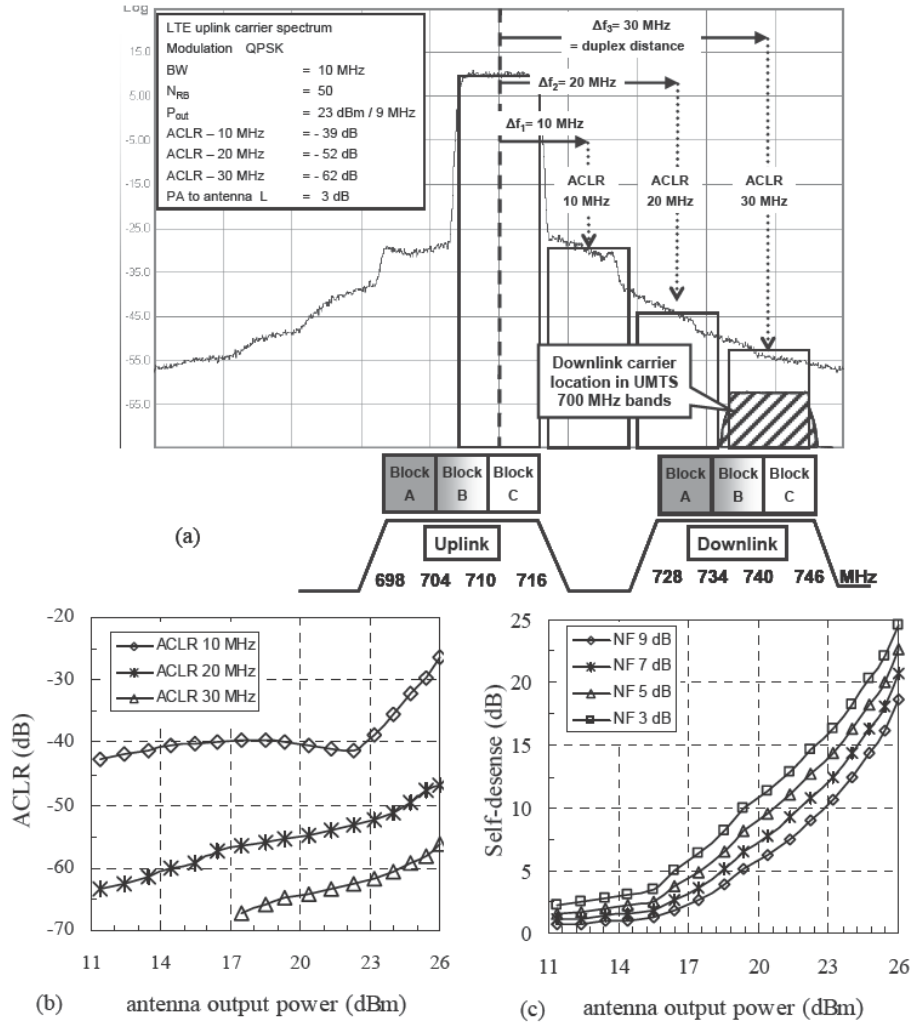 Log
15.0
5.00
-5.00
-15.0
-25.0
-35.0
-45.0
-55.0
-65.0
LTE uplink carrier spectrum
Modulation QPSK
BW = 10 MHz
NRB = 50
Pout = 23 dBm / 9 MHz
ACLR – 10 MHz = - 39 dB
ACLR – 20 MHz = - 52 dB
ACLR – 30 MHz = - 62 dB
PA to antenna L = 3 dB
Δf3= 30 MHz
= duplex distance
Δf2= 20 MHz
Δf1= 10 MHz
ACLR
10 MHz
ACLR
20 MHz
ACLR
30 MHz
Downlink carrier
location in UMTS
700 MHz bands
Block
A
Block
B
Block
C
Block
A
Block
B
Block
C
(a)
Uplink
Downlink
698 704 710 716 728 734 740 746 MHz
-20
-30
-40
-50
-60
-70
ACLR (dB)
ACLR 10 MHz
ACLR 20 MHz
ACLR 30 MHz
11 14 17 20 23 26
(b) antenna output power (dBm)
25
20
15
10
5
0
Self-desense (dB)
NF 9 dB
NF 7 dB
NF 5 dB
NF 3 dB
11 14 17 20 23 26
(c) antenna output power (dBm)